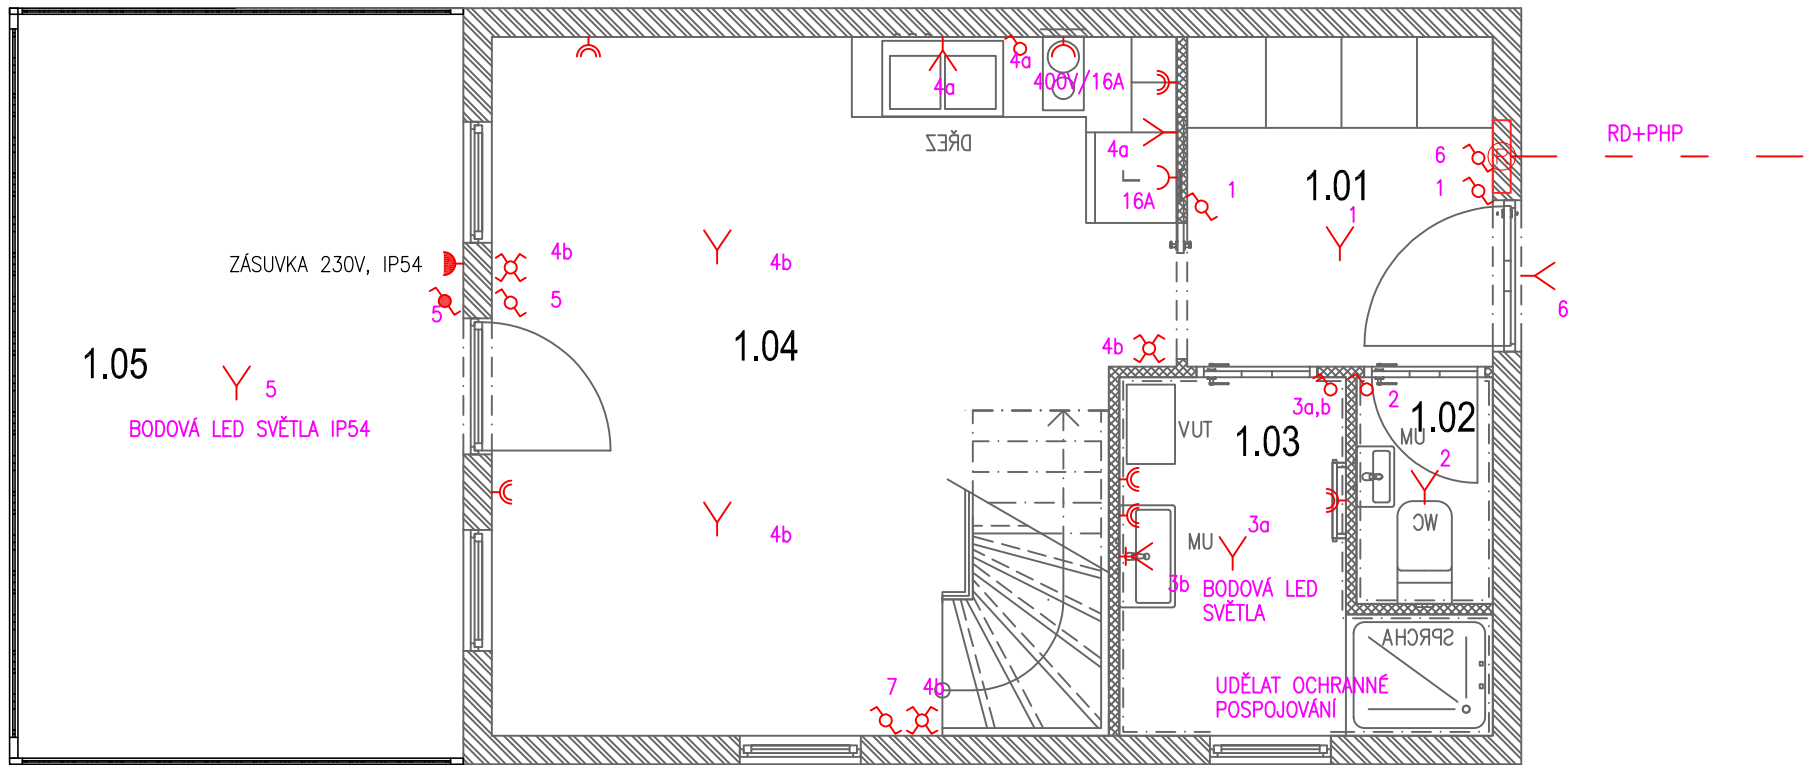 4a
4a
400V/16A
DŘEZ
4a
16A
RD+PHP
6
1
1
1.01
1
ZÁSUVKA 230V, IP54
4b
4b
5
5
6
1.05
1.04
4b
5
BODOVÁ LED SVĚTLA IP54
3a,b
2
VUT
1.03
MU
1.02
2
WC
4b
3a
MU
3b
BODOVÁ LED
SVĚTLA
SPRCHA
7
4b
UDĚLAT OCHRANNÉ
POSPOJOVÁNÍ